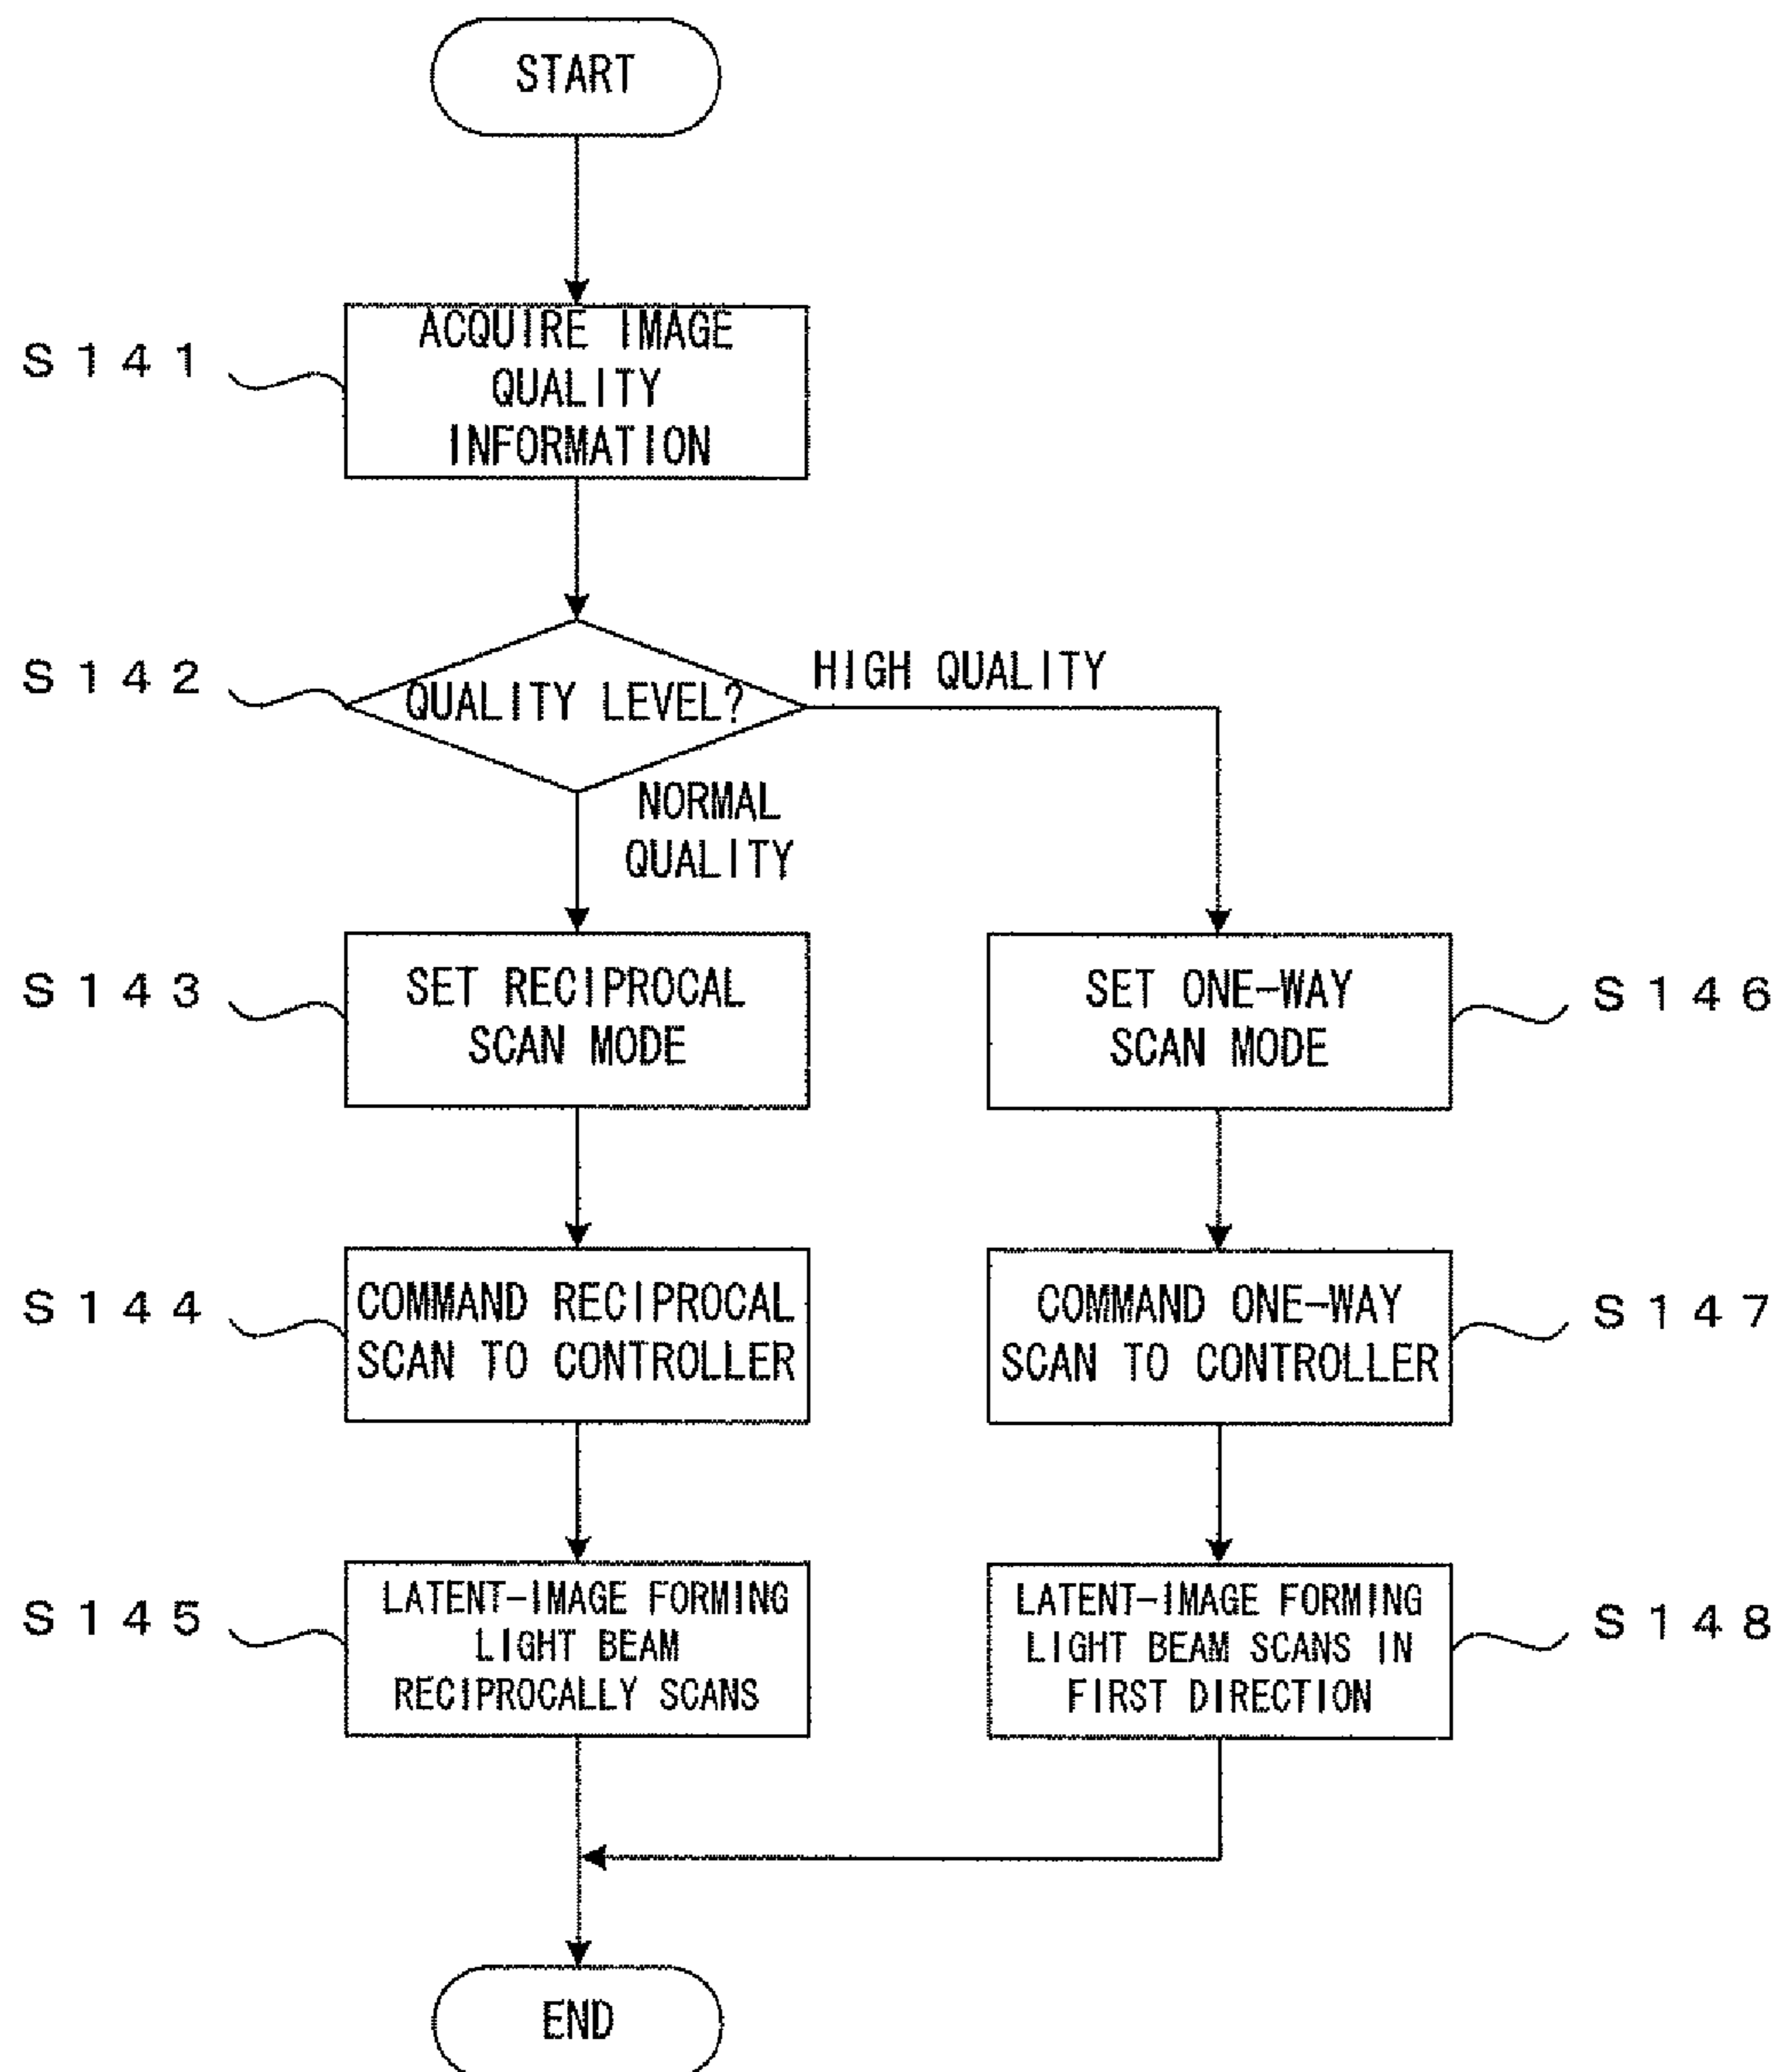 START
S141
ACQUIRE IMAGE
QUALITY
INFORMATION
S142
QUALITY LEVEL?
HIGH QUALITY
NORMAL
QUALITY
S143
SET RECIPROCAL
SCAN MODE
SET ONE-WAY
SCAN MODE
S146
S144
COMMAND RECIPROCAL
SCAN TO CONTROLLER
COMMAND ONE-WAY
SCAN TO CONTROLLER
S147
S145
LATENT-IMAGE FORMING
LIGHT BEAM
RECIPROCALLY SCANS
LATENT-IMAGE FORMING
LIGHT BEAM SCANS IN
FIRST DIRECTION
S148
END